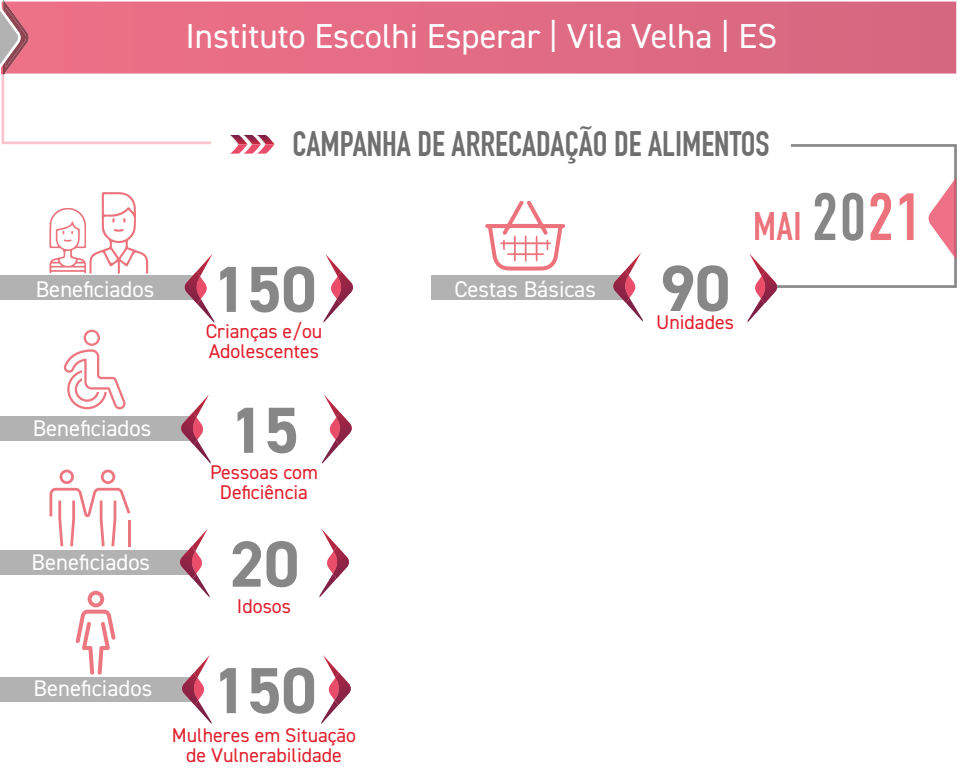 Instituto Escolhi Esperar | Vila Velha | ES
CAMPANHA DE ARRECADAÇÃO DE ALIMENTOS
MAI 2021
Beneficiados
150
Crianças e/ou
Adolescentes
Cestas Básicas
90
Unidades
Beneficiados
15
Pessoas com
Deficiência
Beneficiados
20
Idosos
Beneficiados
150
Mulheres em Situação
de Vulnerabilidade